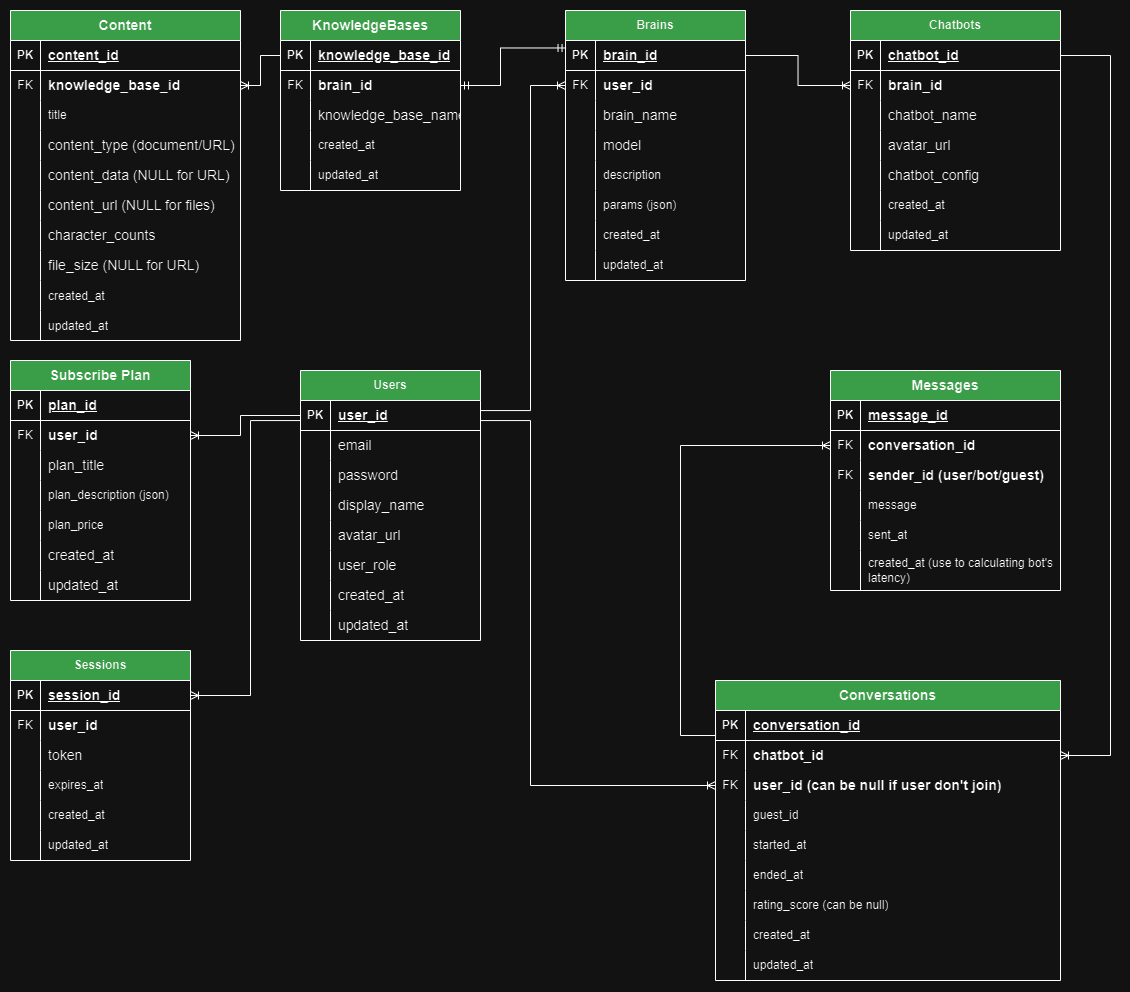 Content
PK content_id
FK knowledge_base_id
title
content_type (document/URL)
content_data (NULL for URL)
content_url (NULL for files)
character_counts
file_size (NULL for URL)
created_at
updated_at
KnowledgeBases
PK knowledge_base_id
FK brain_id
knowledge_base_name
created_at
updated_at
Brains
PK brain_id
FK user_id
brain_name
model
description
params (json)
created_at
updated_at
Chatbots
PK chatbot_id
FK brain_id
chatbot_name
avatar_url
chatbot_config
created_at
updated_at
Subscribe Plan
PK plan_id
FK user_id
plan_title
plan_description (json)
plan_price
created_at
updated_at
Users
PK user_id
email
password
display_name
avatar_url
user_role
created_at
updated_at
Messages
PK message_id
FK conversation_id
FK sender_id (user/bot/guest)
message
sent_at
created_at (use to calculating bot's
latency)
Sessions
PK session_id
FK user_id
token
expires_at
created_at
updated_at
Conversations
PK conversation_id
FK chatbot_id
FK user_id (can be null if user don't join)
guest_id
started_at
ended_at
rating_score (can be null)
created_at
updated_at